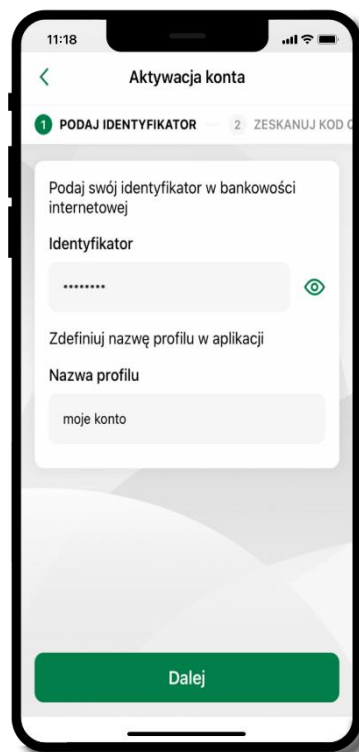 11:18
Aktywacja konta
1 PODAJ IDENTYFIKATOR 2 ZESKANUJ KOD
Podaj swój identyfikator w bankowości
internetowej
Identyfikator
••••••••
Zdefiniuj nazwę profilu w aplikacji
Nazwa profilu
moje konto
Dalej